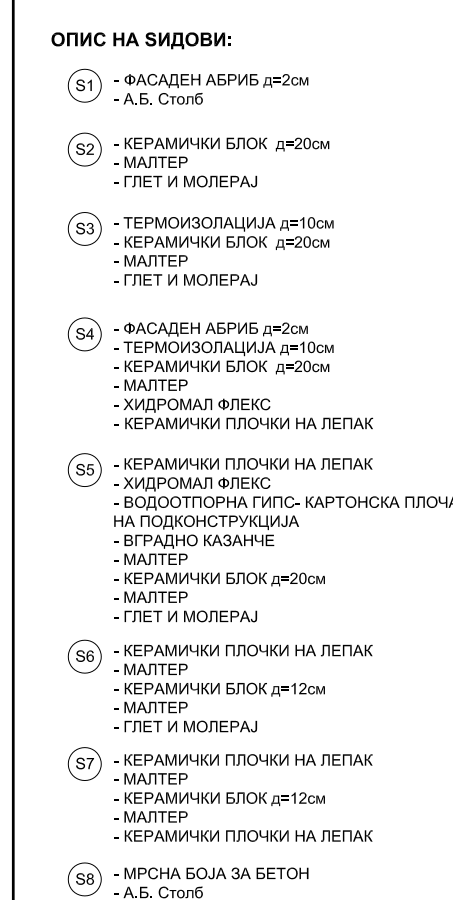 ОПИС НА ЅИДОВИ:
S1 - ФАСАДЕН АБРИБ д=2см
- А.Б. Столб
S2 - КЕРАМИЧКИ БЛОК д=20см
- МАЛТЕР
- ГЛЕТ И МОЛЕРАЈ
S3 - ТЕРМОИЗОЛАЦИЈА д=10см
- КЕРАМИЧКИ БЛОК д=20см
- МАЛТЕР
- ГЛЕТ И МОЛЕРАЈ
S4 - ФАСАДЕН АБРИБ д=2см
- ТЕРМОИЗОЛАЦИЈА д=10см
- КЕРАМИЧКИ БЛОК д=20см
- МАЛТЕР
- ХИДРОМАЛ ФЛЕКС
- КЕРАМИЧКИ ПЛОЧКИ НА ЛЕПАК
S5 - КЕРАМИЧКИ ПЛОЧКИ НА ЛЕПАК
- ХИДРОМАЛ ФЛЕКС
- ВОДООТПОРНА ГИПС- КАРТОНСКА ПЛОЧА
НА ПОДКОНСТРУКЦИЈА
- ВГРАДНО КАЗАНЧЕ
- МАЛТЕР
- КЕРАМИЧКИ БЛОК д=20см
- МАЛТЕР
- ГЛЕТ И МОЛЕРАЈ
S6 - КЕРАМИЧКИ ПЛОЧКИ НА ЛЕПАК
- МАЛТЕР
- КЕРАМИЧКИ БЛОК д=12см
- МАЛТЕР
- ГЛЕТ И МОЛЕРАЈ
S7 - КЕРАМИЧКИ ПЛОЧКИ НА ЛЕПАК
- МАЛТЕР
- КЕРАМИЧКИ БЛОК д=12см
- МАЛТЕР
- КЕРАМИЧКИ ПЛОЧКИ НА ЛЕПАК
S8 - МРСНА БОЈА ЗА БЕТОН
- А.Б. Столб